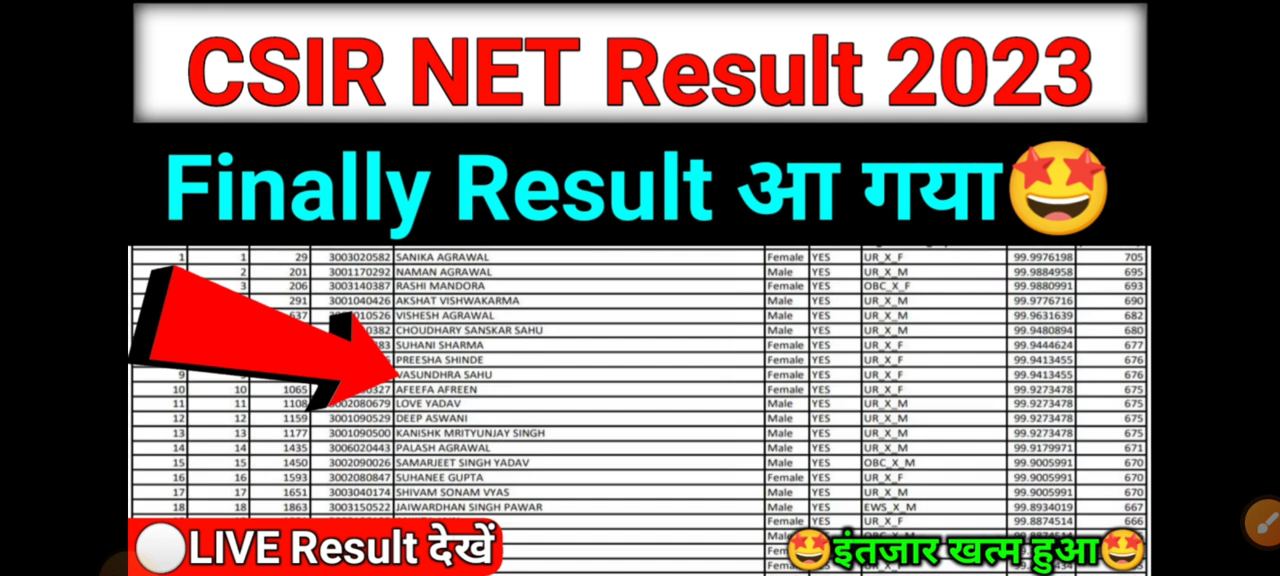 CSIR NET Result 2023
Finally Result आ गया🤩
1 1 29 3003020582 SANIKA AGRAWAL Female YES UR_X_F 99.9976198 705
2 201 3001170292 NAMAN AGRAWAL Male YES UR_X_M 99.9884958 695
3 206 3003140387 RASHI MANDORA Female YES OBC_X_F 99.9880991 693
291 3001040426 AKSHAT VISHWAKARMA Male YES UR_X_M 99.9776716 690
637 010526 VISHESH AGRAWAL Male YES UR_X_M 99.9631639 682
0382 CHOUDHARY SANSKAR SAHU Male YES UR_X_M 99.9480894 680
83 SUHANI SHARMA Female YES UR_X_F 99.9444624 677
PREESHA SHINDE Female YES UR_X_F 99.9413455 676
9 VASUNDHRA SAHU Female YES UR_X_F 99.9413455 676
10 10 1065 0327 AFEEFA AFREEN Female YES UR_X_F 99.9273478 675
11 11 1108 3002080679 LOVE YADAV Male YES UR_X_M 99.9273478 675
12 12 1159 3001090529 DEEP ASWANI Male YES UR_X_M 99.9273478 675
13 13 1177 3001090500 KANISHK MRITYUNJAY SINGH Male YES UR_X_M 99.9273478 675
14 14 1435 3006020443 PALASH AGRAWAL Male YES UR_X_M 99.9179971 671
15 15 1450 3002090026 SAMARJEET SINGH YADAV Male YES OBC_X_M 99.9005991 670
16 16 1593 3002080847 SUHANEE GUPTA Female YES UR_X_F 99.9005991 670
17 17 1651 3003040174 SHIVAM SONAM VYAS Male YES UR_X_M 99.9005991 670
18 18 1863 3003150522 JAIWARDHAN SINGH PAWAR Male YES EWS_X_M 99.8934019 667
Female YES UR_X_F 99.8874514 666
LIVE Result देखें
🤩इंतजार खत्म हुआ🤩